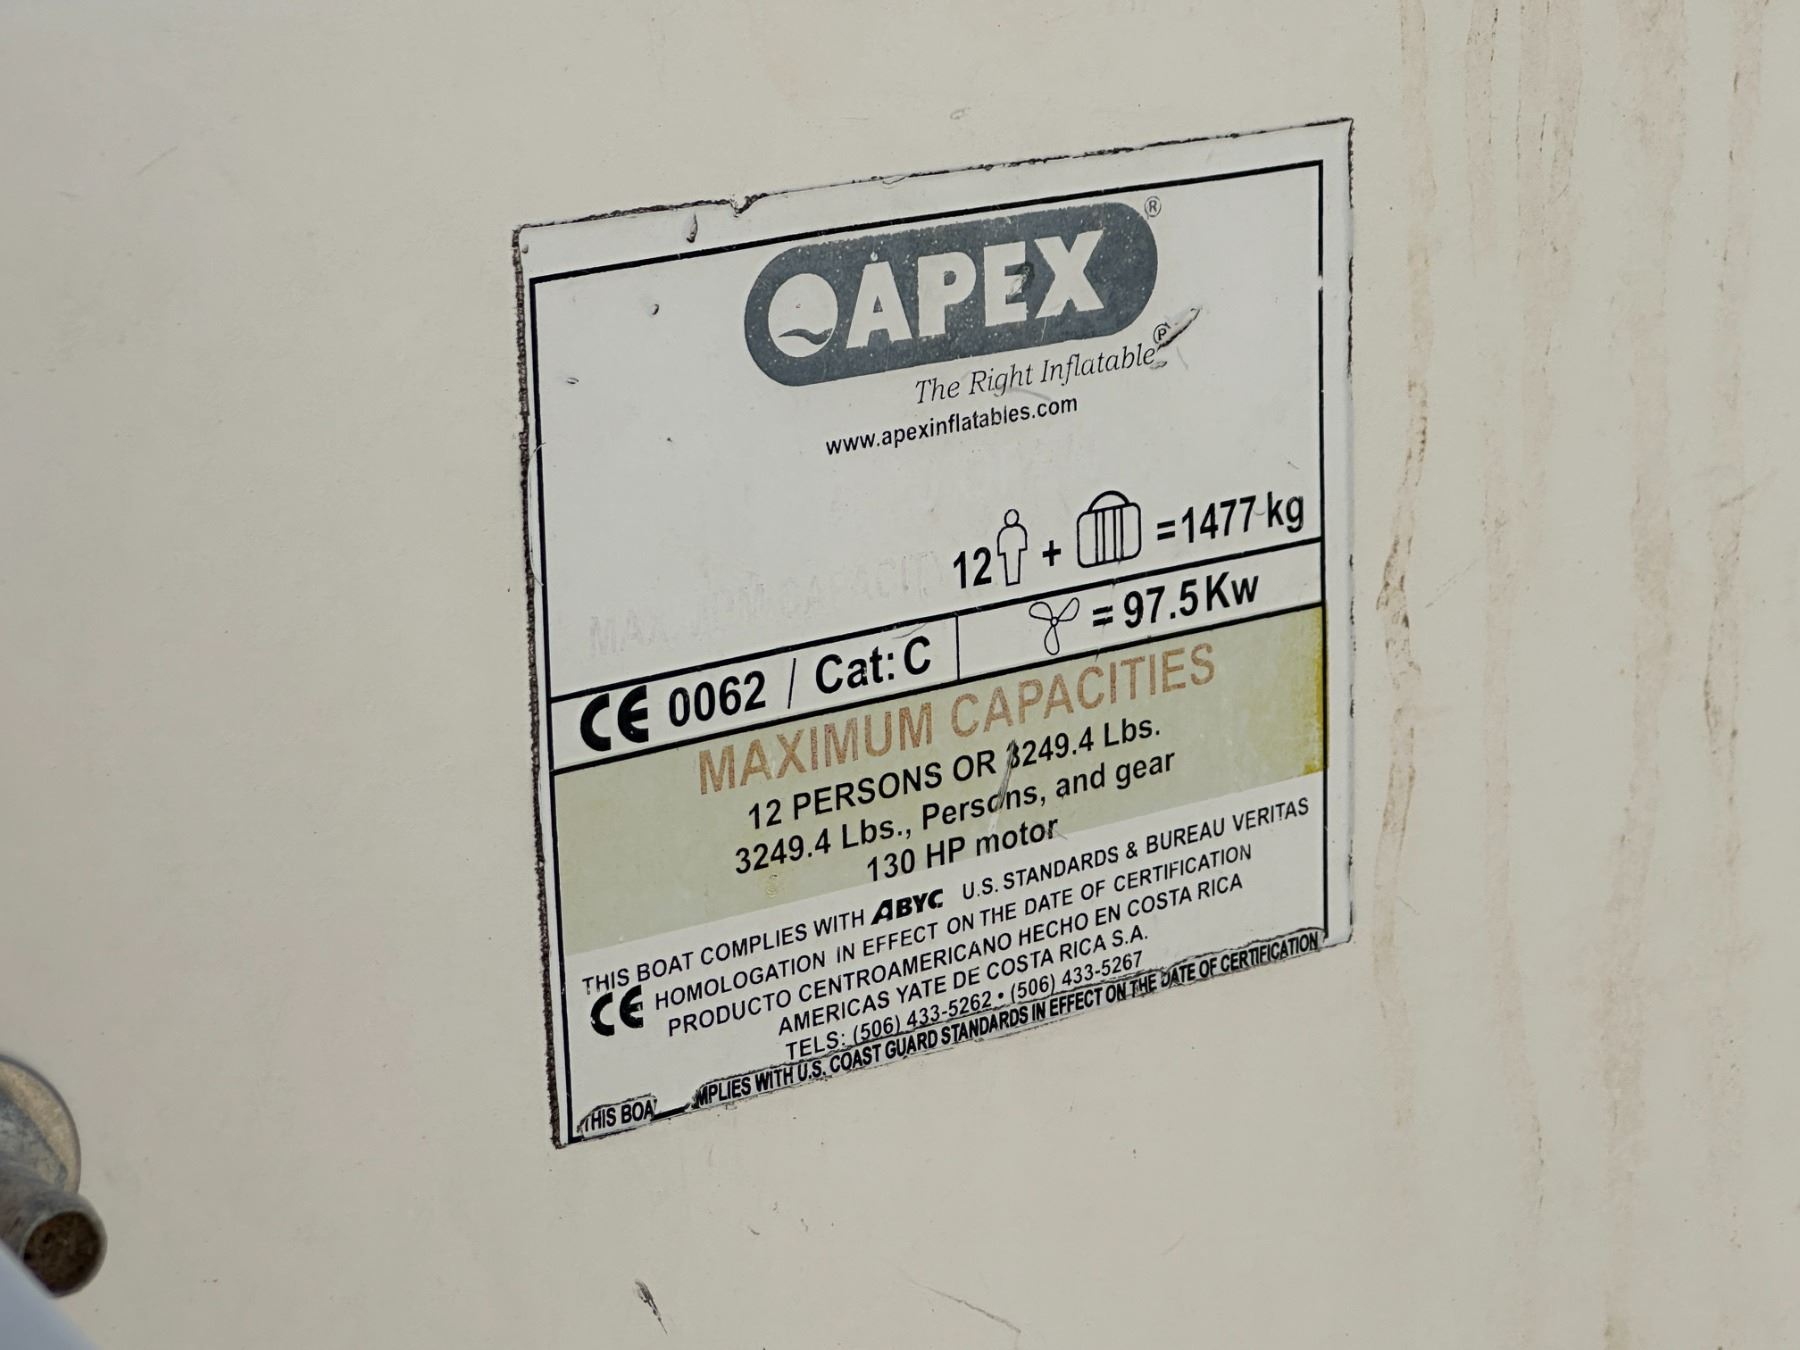 APEX®
The Right Inflatable
www.apexinflatables.com
12 + =1477 kg
CE 0062 / Cat: C
= 97.5 Kw
MAXIMUM CAPACITIES
12 PERSONS OR 3249.4 Lbs.
3249.4 Lbs., Persons, and gear
130 HP motor
THIS BOAT COMPLIES WITH ABYC U.S. STANDARDS & BUREAU VERITAS
CE HOMOLOGATION IN EFFECT ON THE DATE OF CERTIFICATION
PRODUCTO CENTROAMERICANO HECHO EN COSTA RICA
AMERICAS YATE DE COSTA RICA S.A.
TELS: (506) 433-5262 • (506) 433-5267
THIS BOA MPLIES WITH U.S. COAST GUARD STANDARDS IN EFFECT ON THE DATE OF CERTIFICATION